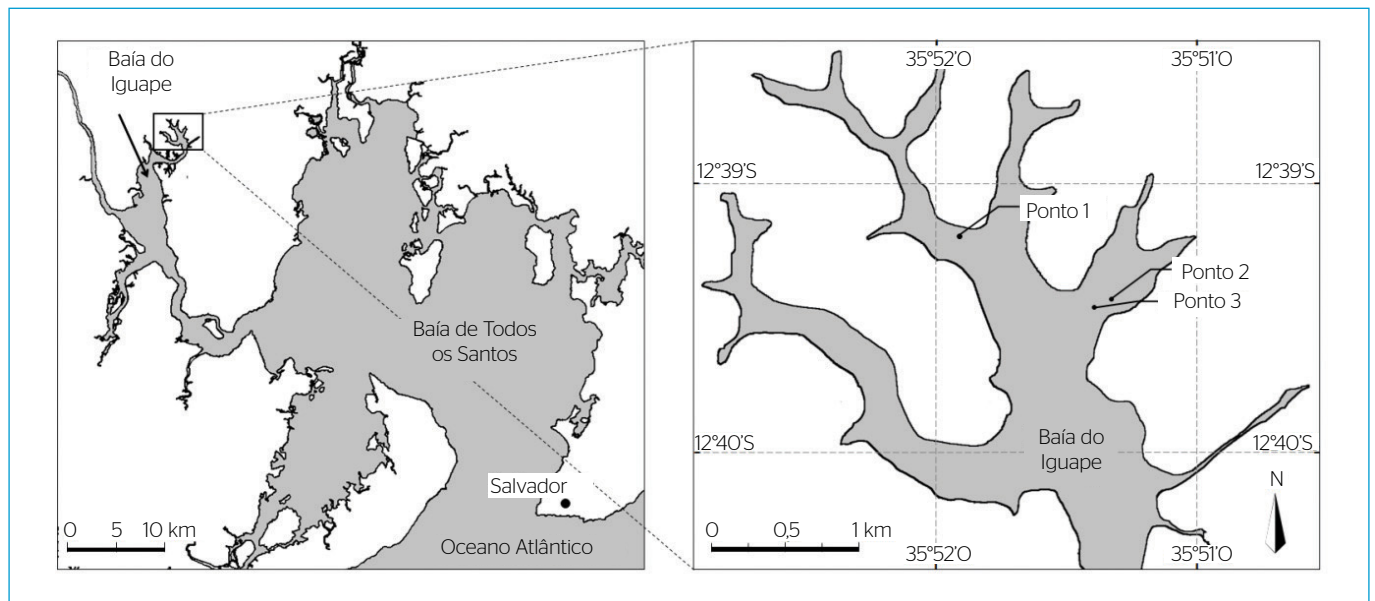 Baía do
Iguape
Baía de Todos
os Santos
Salvador
0 5 10 km
Oceano Atlântico
35°52'O 35°51'O
12°39'S 12°39'S
Ponto 1
Ponto 2
Ponto 3
12°40'S 12°40'S
Baía do
Iguape
N
0 0,5 1 km
35°52'O 35°51'O